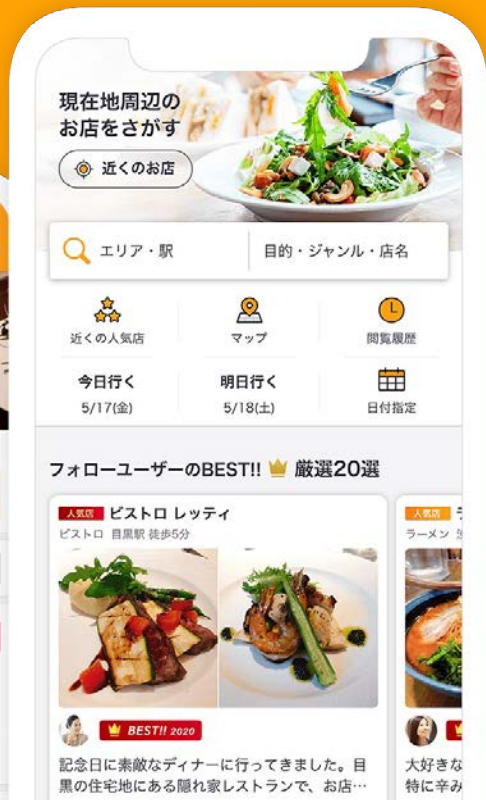 現在地周辺の
お店をさがす
近くのお店
エリア・駅
目的・ジャンル・店名
近くの人気店
マップ
閲覧履歴
今日行く
5/17(金)
明日行く
5/18(土)
日付指定
フォローユーザーのBEST!! 厳選20選
人気店 ビストロ レッティ
ビストロ 目黒駅 徒歩5分
BEST!! 2020
記念日に素敵なディナーに行ってきました。目
黒の住宅地にある隠れ家レストランで、お店…
人気店
ラーメン
大好きな
特に辛み